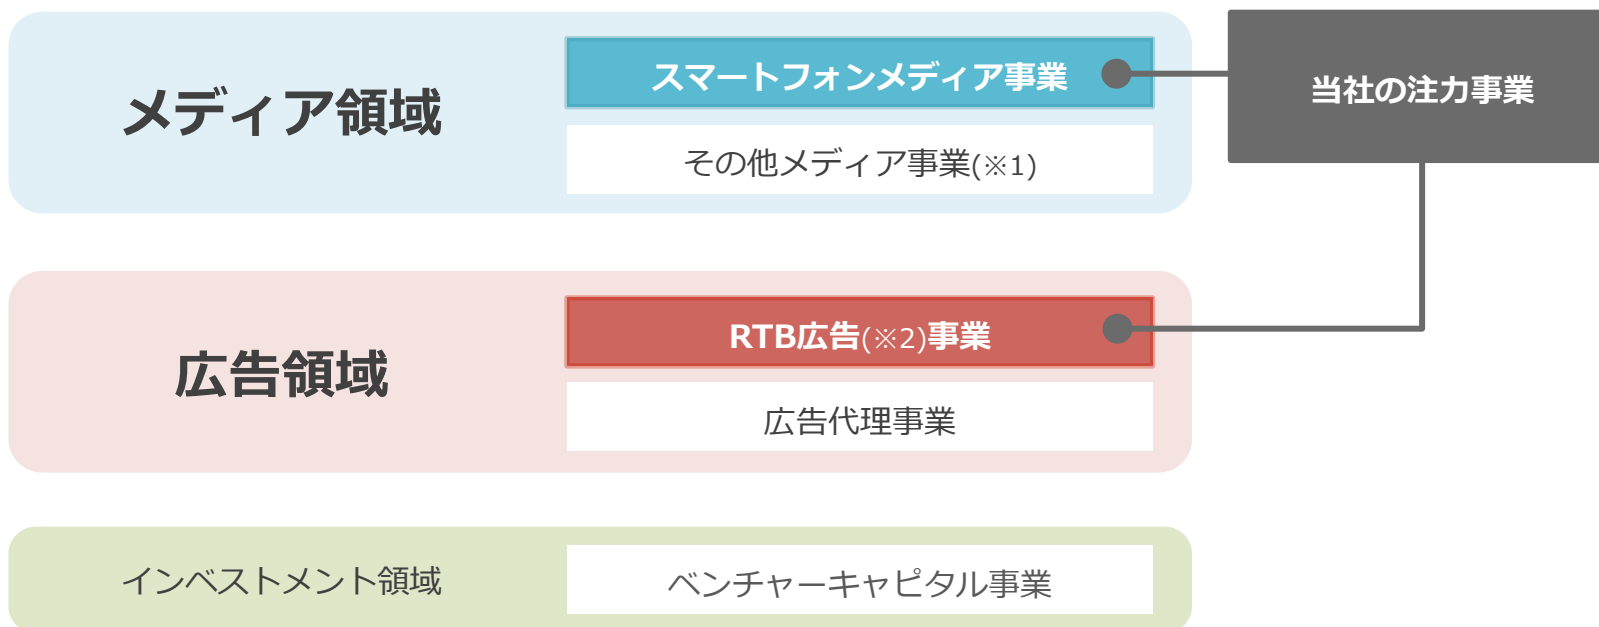 メディア領域
スマートフォンメディア事業
その他メディア事業(※1)
当社の注力事業
広告領域
RTB広告(※2)事業
広告代理事業
インベストメント領域
ベンチャーキャピタル事業